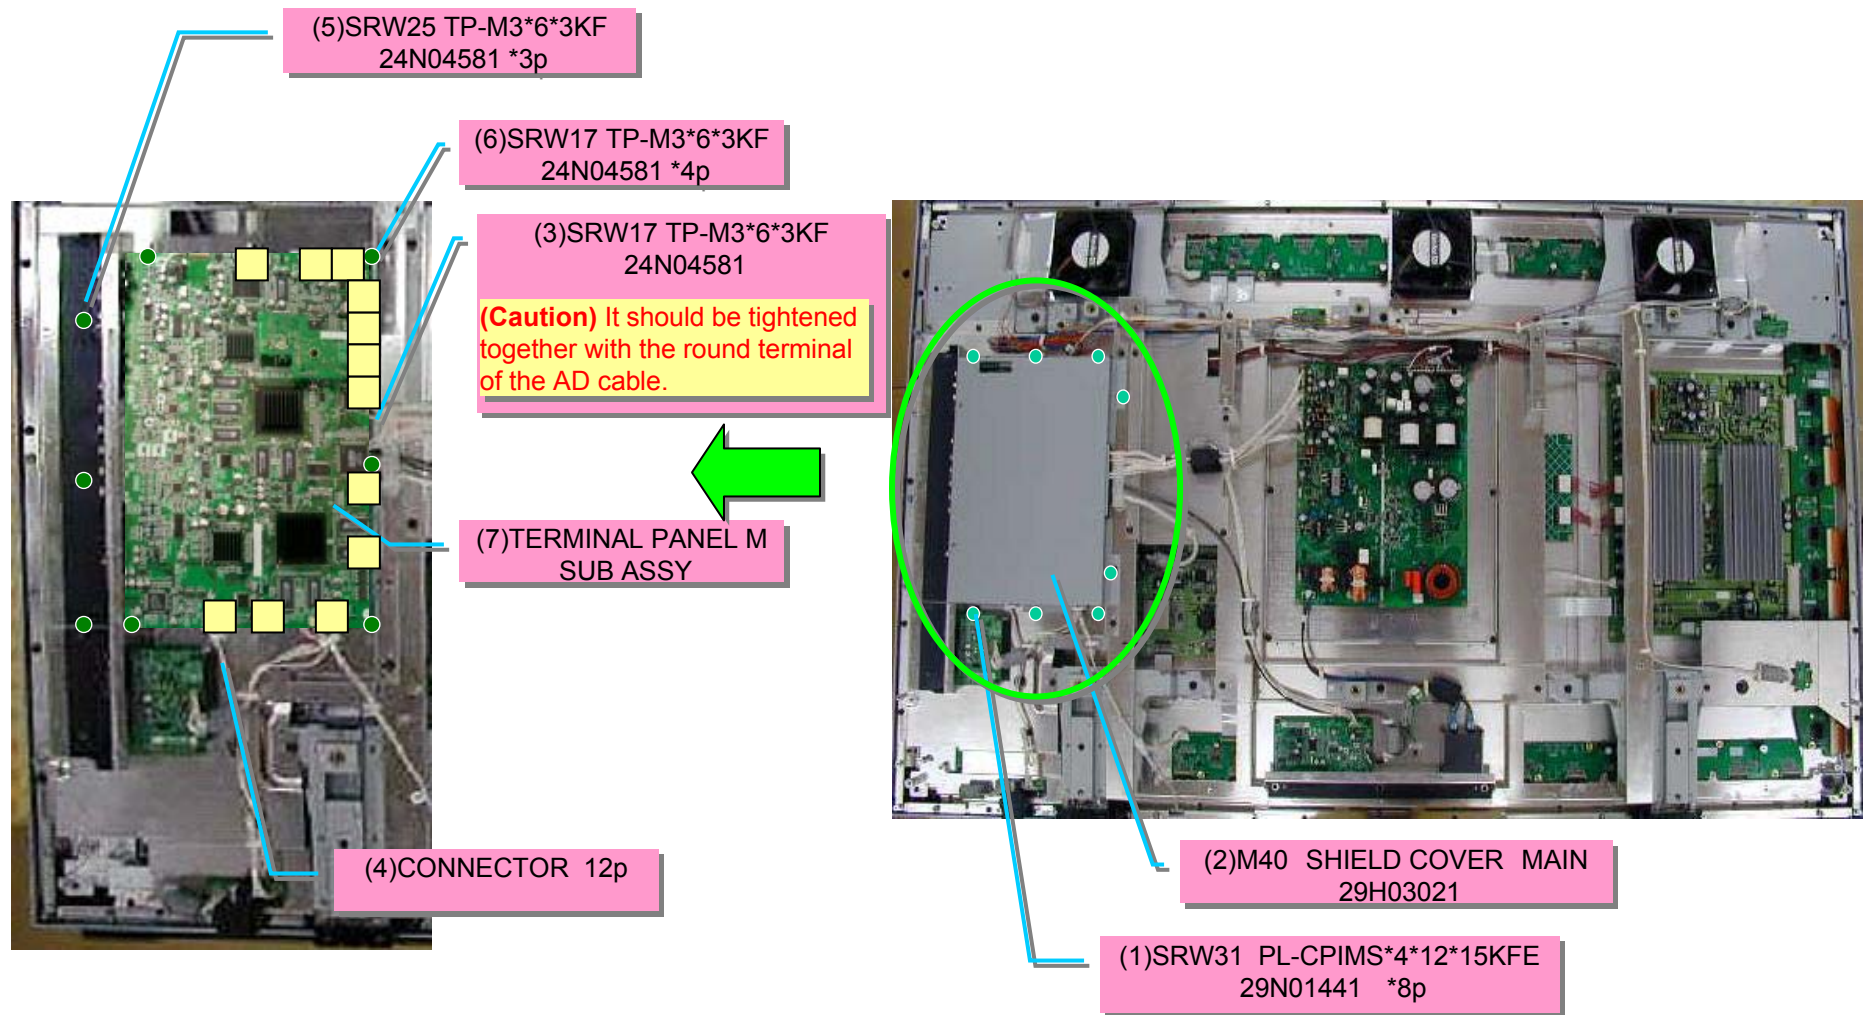 (5)SRW25 TP-M3*6*3KF
24N04581 *3p
(6)SRW17 TP-M3*6*3KF
24N04581 *4p
(3)SRW17 TP-M3*6*3KF
24N04581
(Caution) It should be tightened
together with the round terminal
of the AD cable.
(7)TERMINAL PANEL M
SUB ASSY
(4)CONNECTOR 12p
(2)M40 SHIELD COVER MAIN
29H03021
(1)SRW31 PL-CPIMS*4*12*15KFE
29N01441 *8p